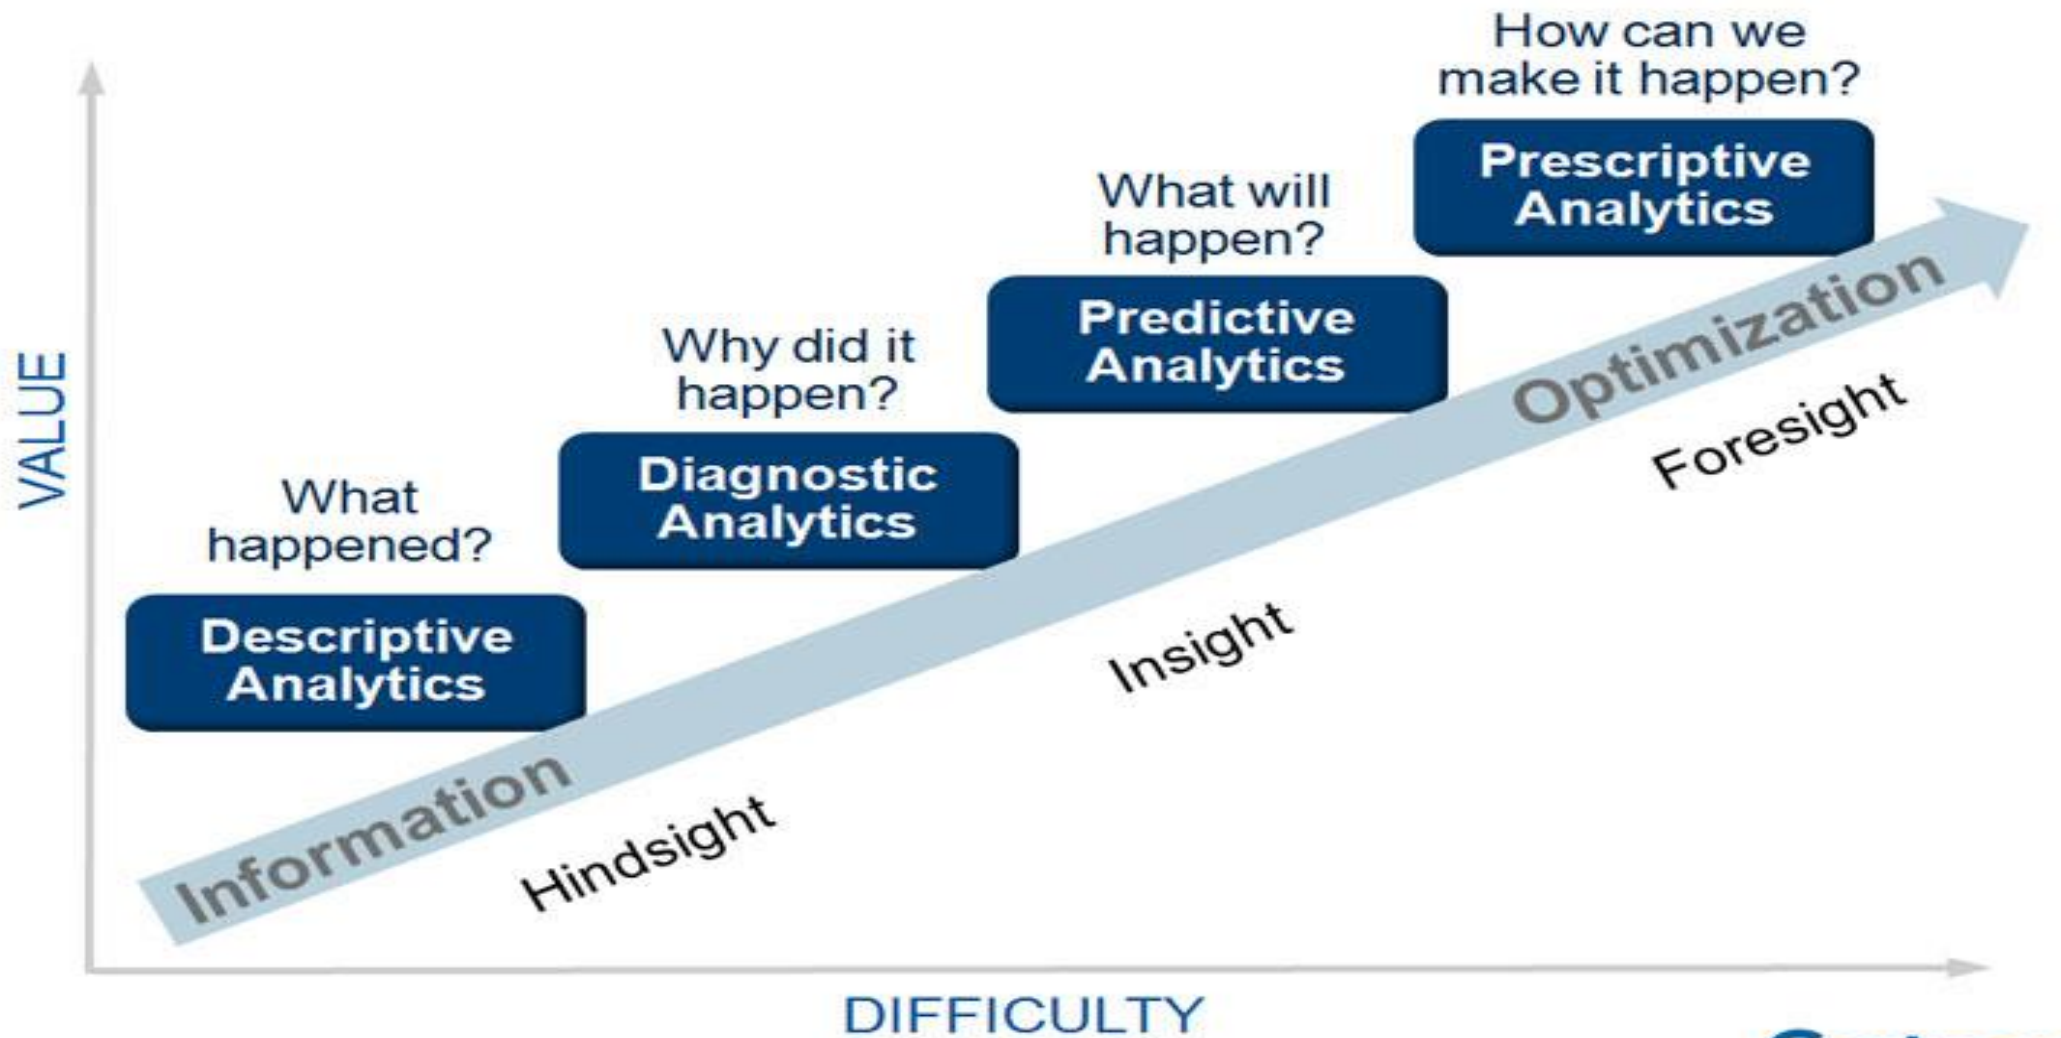 How can we
make it happen?
Prescriptive
Analytics
What will
happen?
Predictive
Analytics
Why did it
happen?
Diagnostic
Analytics
What
happened?
Descriptive
Analytics
VALUE
Information
Optimization
Hindsight
Insight
Foresight
DIFFICULTY